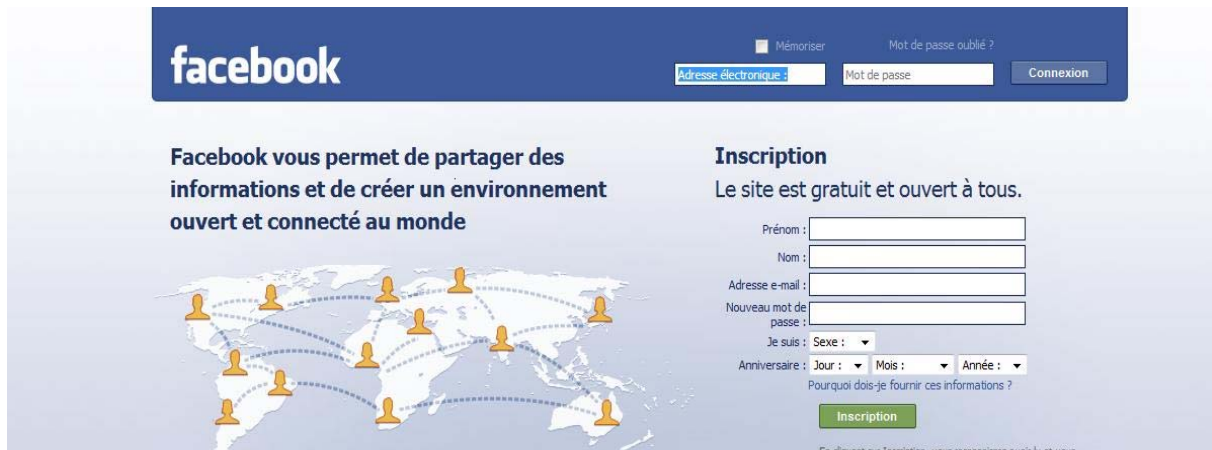 facebook
Mémoriser
Mot de passe oublié ?
Adresse électronique :
Mot de passe
Connexion
Facebook vous permet de partager des
informations et de créer un environnement
ouvert et connecté au monde
Inscription
Le site est gratuit et ouvert à tous.
Prénom :
Nom :
Adresse e-mail :
Nouveau mot de
passe :
Je suis : Sexe :
Anniversaire : Jour : Mois : Année :
Pourquoi dois-je fournir ces informations ?
Inscription